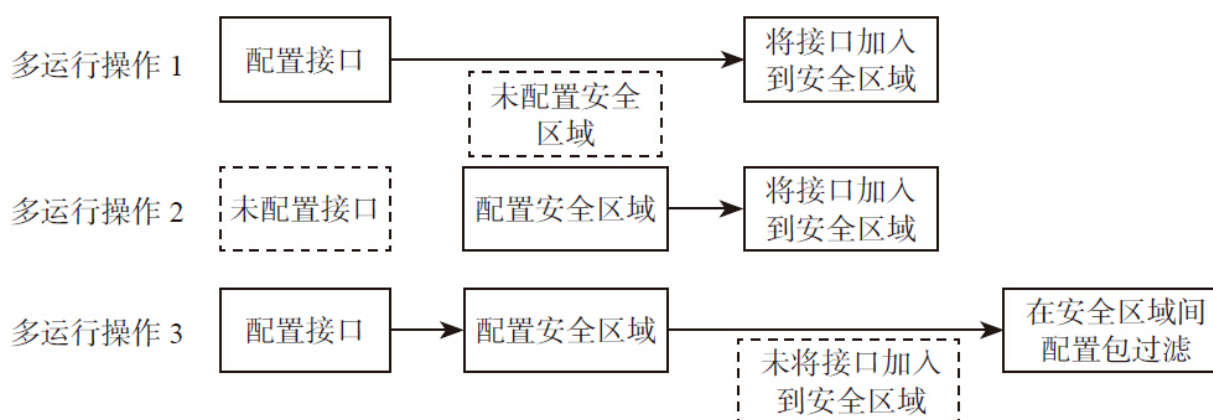 多运行操作 1
配置接口
将接口加入
到安全区域
未配置安全
区域
多运行操作 2
未配置接口
配置安全区域
将接口加入
到安全区域
多运行操作 3
配置接口
配置安全区域
未将接口加入
到安全区域
在安全区域间
配置包过滤